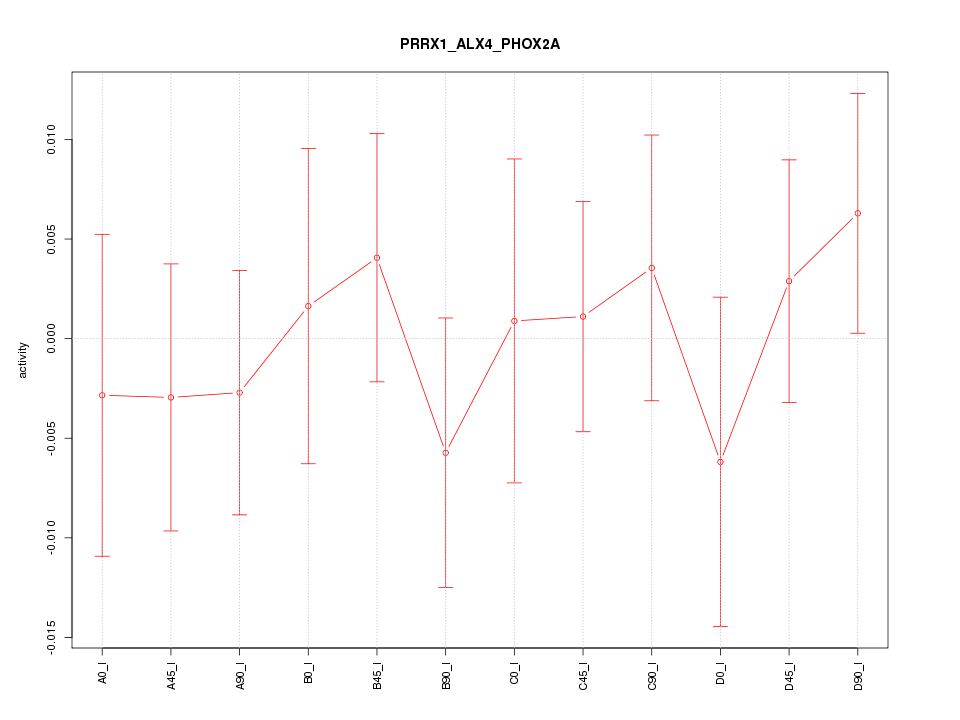 PRRX1_ALX4_PHOX2A
activity
0.010
0.005
0.000
-0.005
-0.010
-0.015
A0_I
A45_I
A90_I
B0_I
B45_I
B90_I
C0_I
C45_I
C90_I
D0_I
D45_I
D90_I